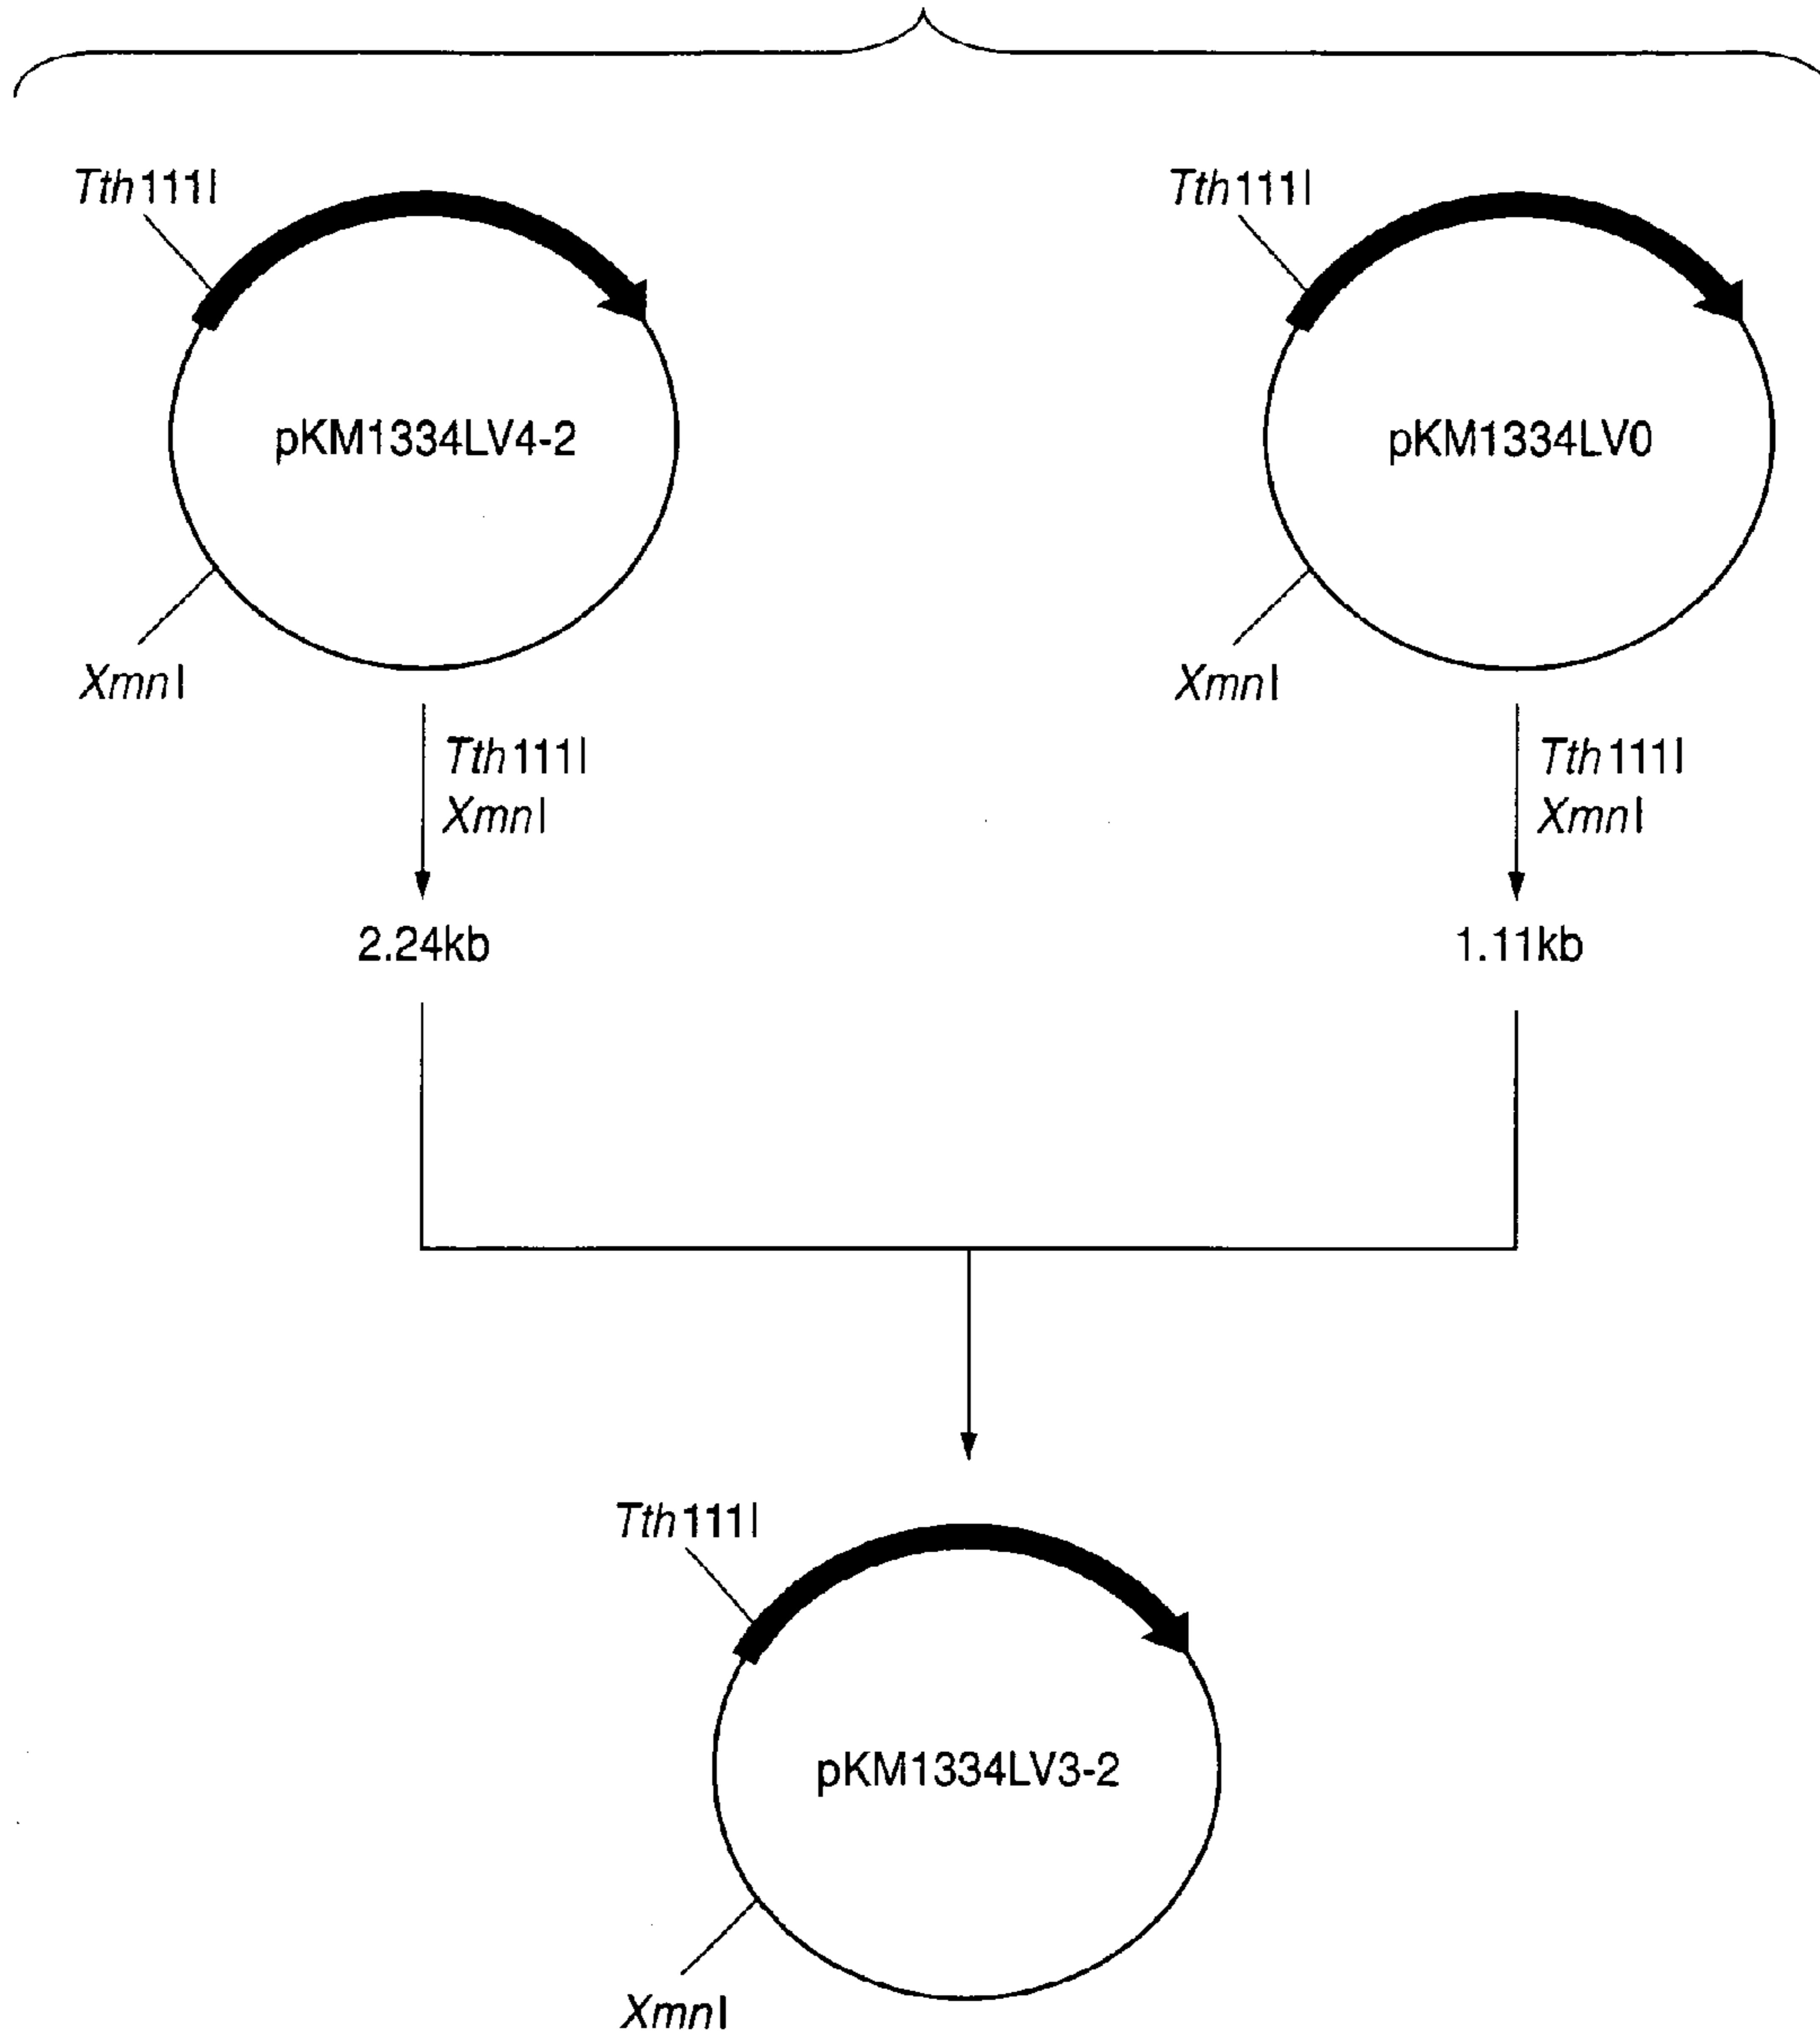 Tth111I
Tth111I
pKM1334LV4-2
pKM1334LV0
XmnI
XmnI
Tth111I
XmnI
Tth111I
XmnI
2.24kb
1.11kb
Tth111I
pKM1334LV3-2
XmnI